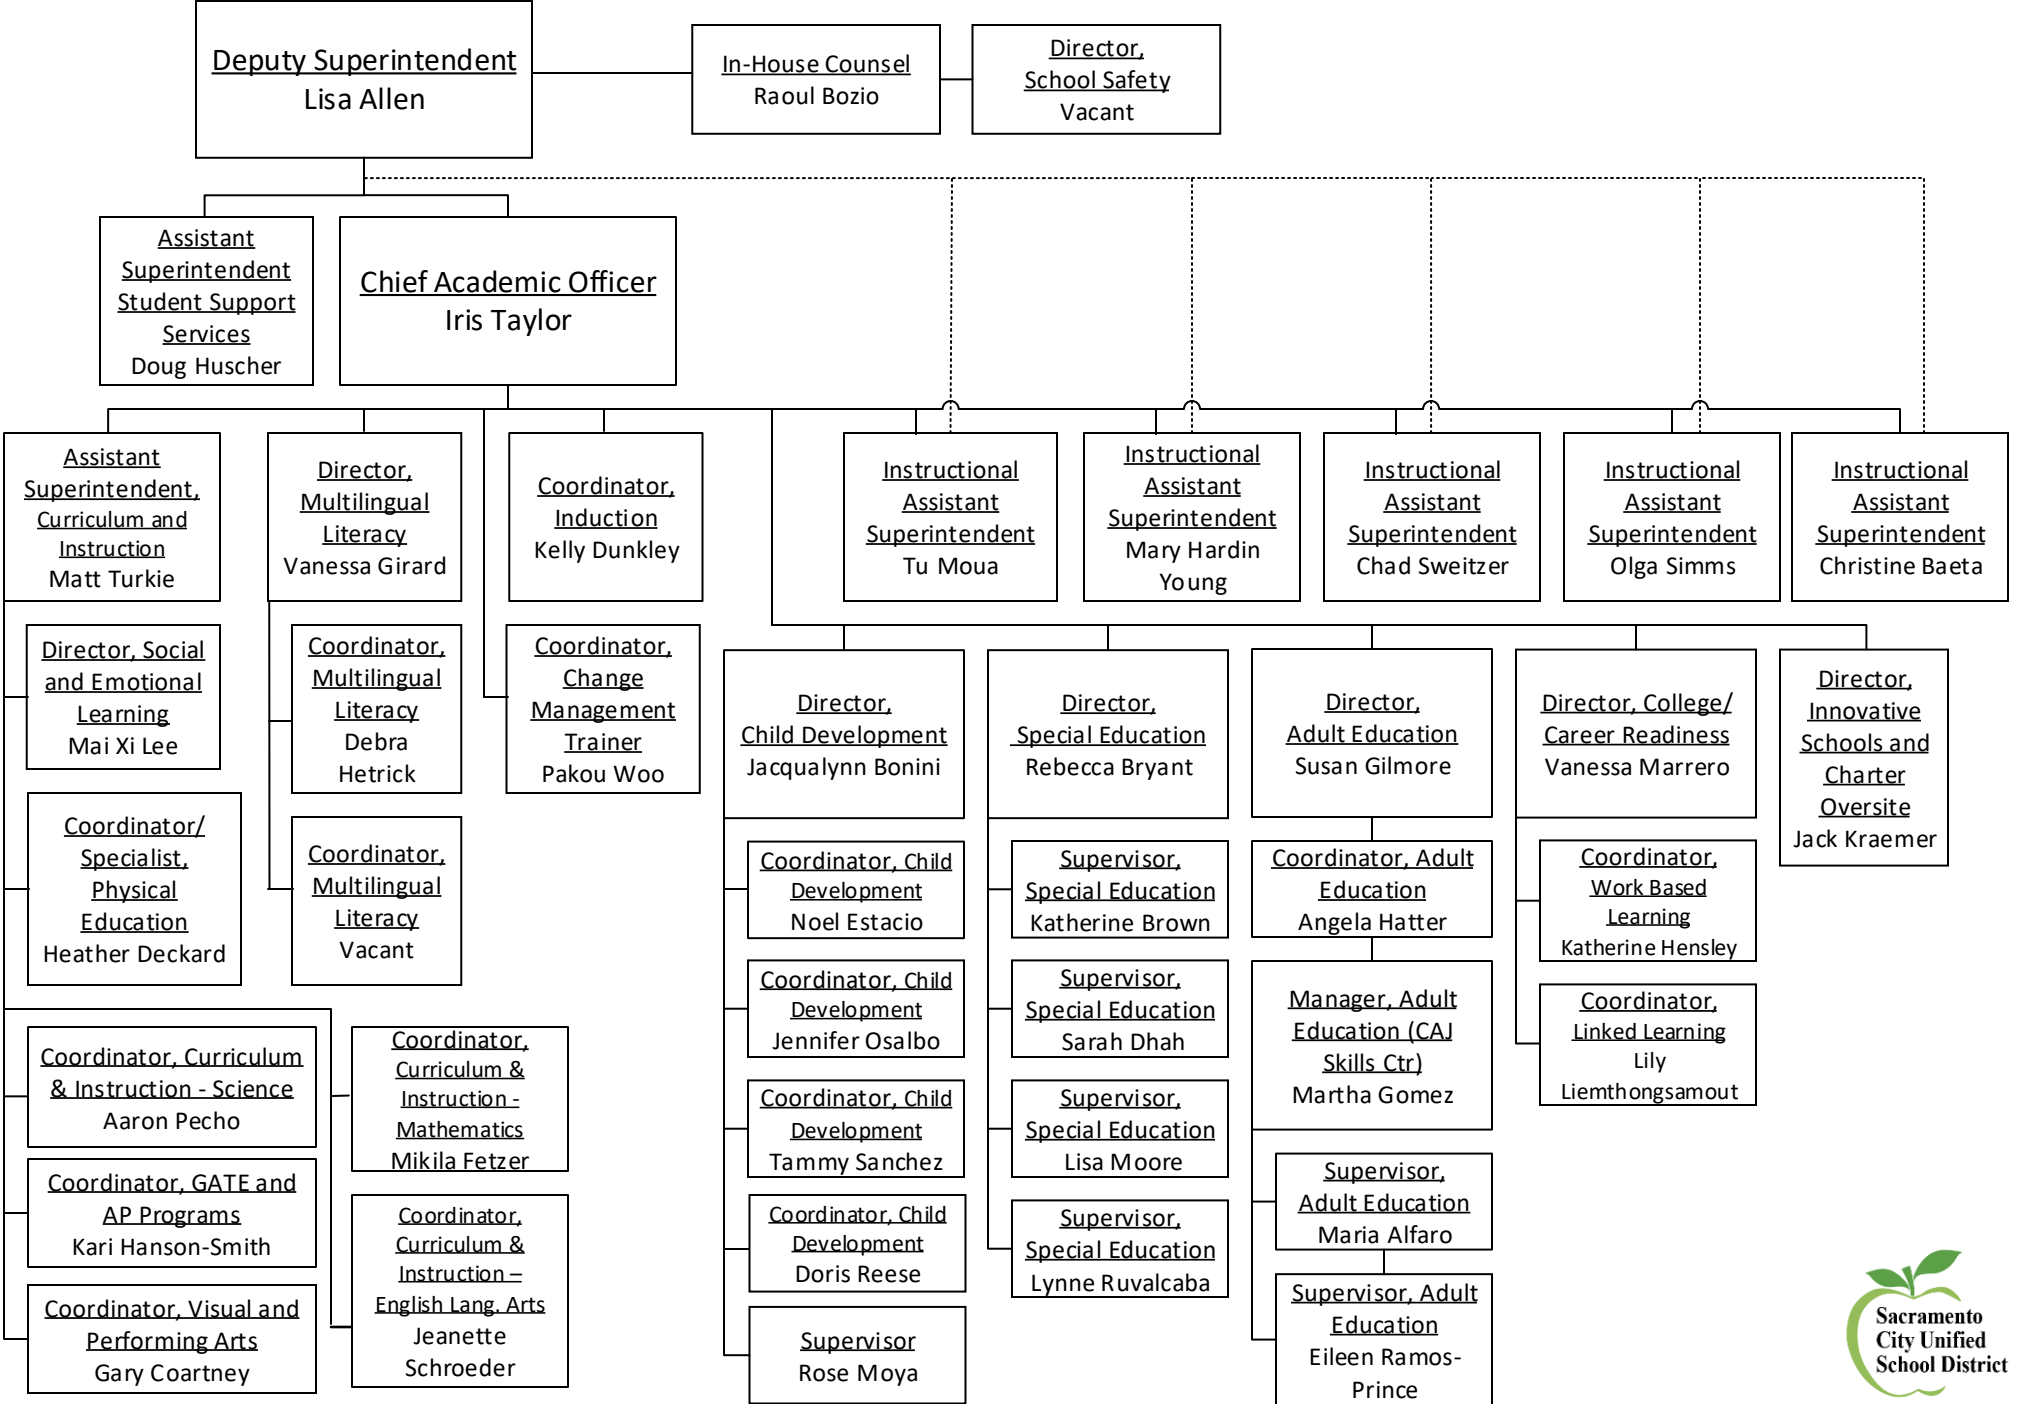 Deputy Superintendent
Lisa Allen
In-House Counsel
Raoul Bozio
Director,
School Safety
Vacant
Assistant
Superintendent
Student Support
Services
Doug Huscher
Chief Academic Officer
Iris Taylor
Assistant
Superintendent,
Curriculum and
Instruction
Matt Turkie
Director,
Multilingual
Literacy
Vanessa Girard
Coordinator,
Induction
Kelly Dunkley
Instructional
Assistant
Superintendent
Tu Moua
Instructional
Assistant
Superintendent
Mary Hardin
Young
Instructional
Assistant
Superintendent
Chad Sweitzer
Instructional
Assistant
Superintendent
Olga Simms
Instructional
Assistant
Superintendent
Christine Baeta
Director, Social
and Emotional
Learning
Mai Xi Lee
Coordinator,
Multilingual
Literacy
Debra
Hetrick
Coordinator,
Change
Management
Trainer
Pakou Woo
Director,
Child Development
Jacqualynn Bonini
Director,
Special Education
Rebecca Bryant
Director,
Adult Education
Susan Gilmore
Director, College/
Career Readiness
Vanessa Marrero
Director,
Innovative
Schools and
Charter
Oversite
Jack Kraemer
Coordinator/
Specialist,
Physical
Education
Heather Deckard
Coordinator,
Multilingual
Literacy
Vacant
Coordinator, Child
Development
Noel Estacio
Supervisor,
Special Education
Katherine Brown
Coordinator, Adult
Education
Angela Hatter
Coordinator,
Work Based
Learning
Katherine Hensley
Coordinator, Child
Development
Jennifer Osalbo
Supervisor,
Special Education
Sarah Dhah
Manager, Adult
Education (CAJ
Skills Ctr)
Martha Gomez
Coordinator,
Linked Learning
Lily
Liemthongsamout
Coordinator, Curriculum
& Instruction - Science
Aaron Pecho
Coordinator,
Curriculum &
Instruction -
Mathematics
Mikila Fetzer
Coordinator, Child
Development
Tammy Sanchez
Supervisor,
Special Education
Lisa Moore
Supervisor,
Adult Education
Maria Alfaro
Coordinator, GATE and
AP Programs
Kari Hanson-Smith
Coordinator,
Curriculum &
Instruction –
English Lang. Arts
Jeanette
Schroeder
Coordinator, Child
Development
Doris Reese
Supervisor,
Special Education
Lynne Ruvalcaba
Supervisor, Adult
Education
Eileen Ramos-
Prince
Coordinator, Visual and
Performing Arts
Gary Coartney
Supervisor
Rose Moya
Sacramento
City Unified
School District